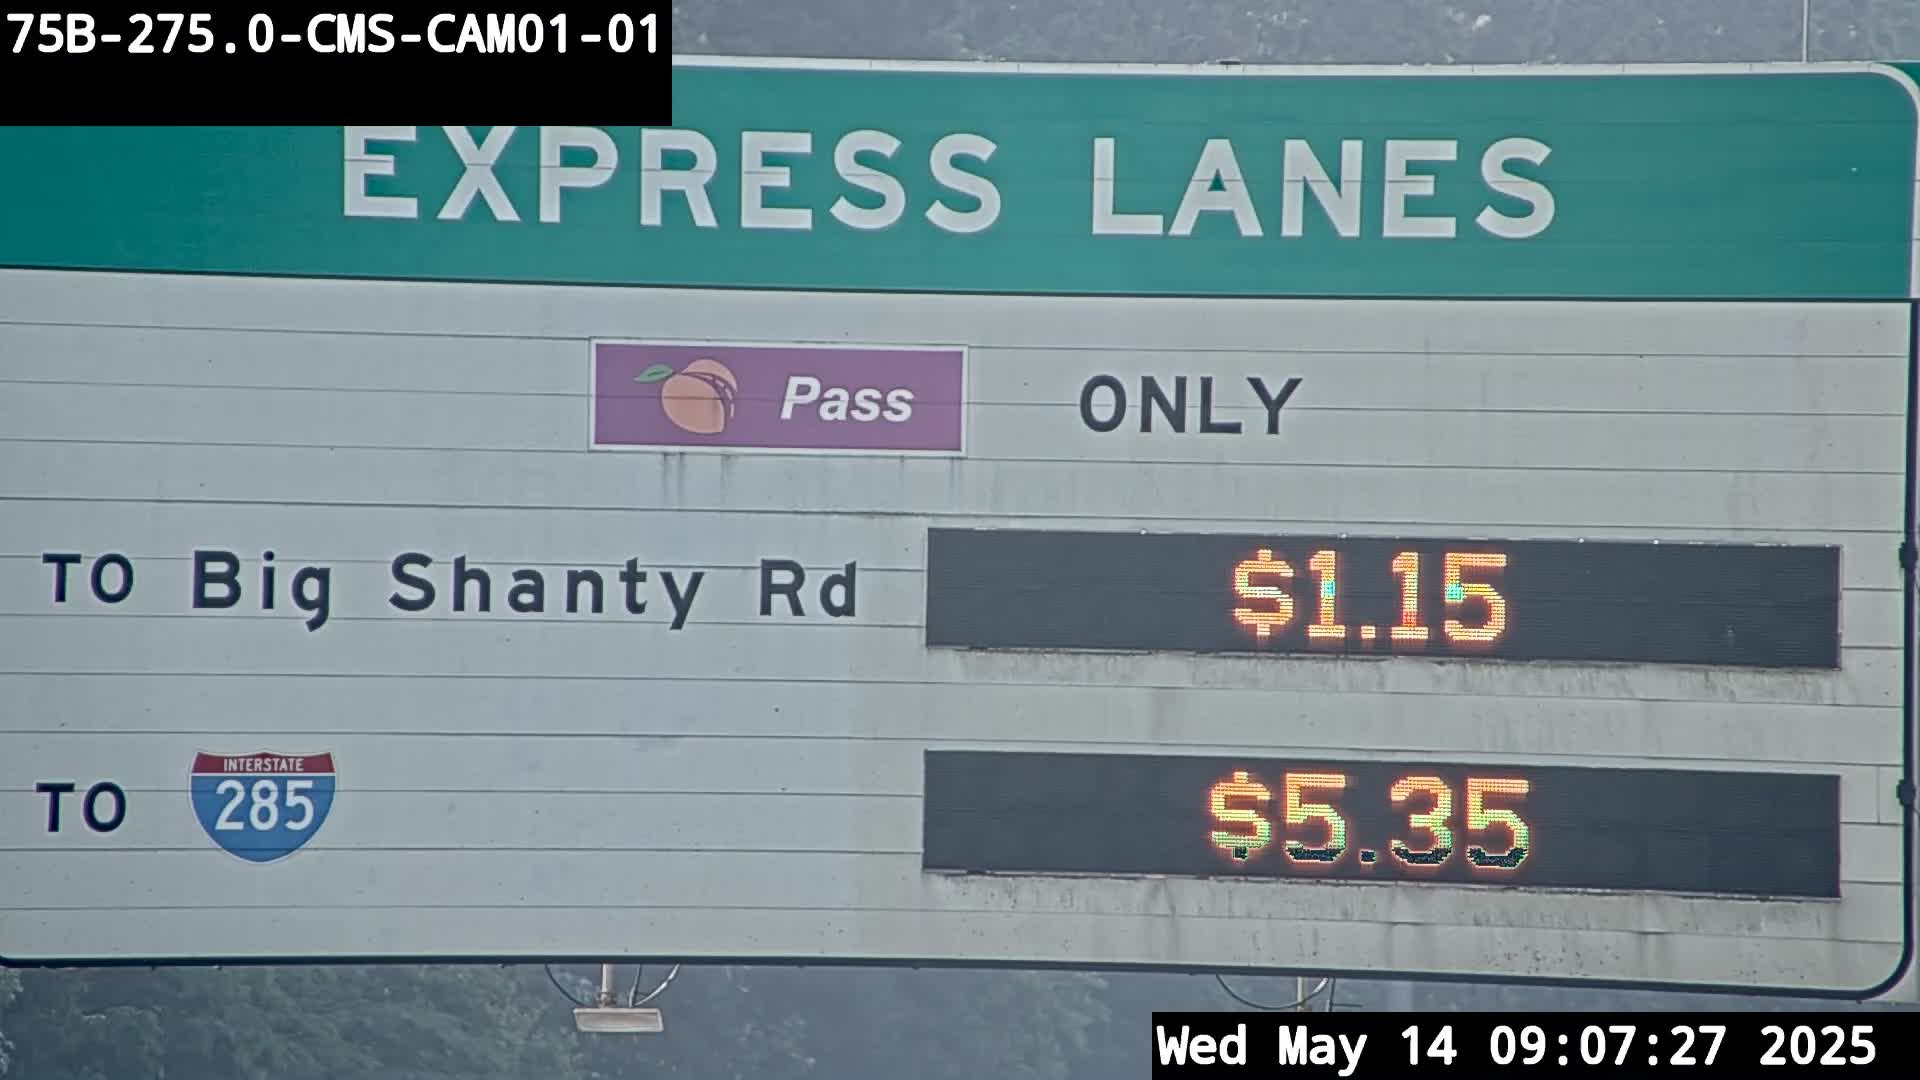 75B-275.0-CMS-CAM01-01
EXPRESS LANES
Pass ONLY
TO Big Shanty Rd $1.15
INTERSTATE
TO 285 $5.35
Wed May 14 09:07:27 2025